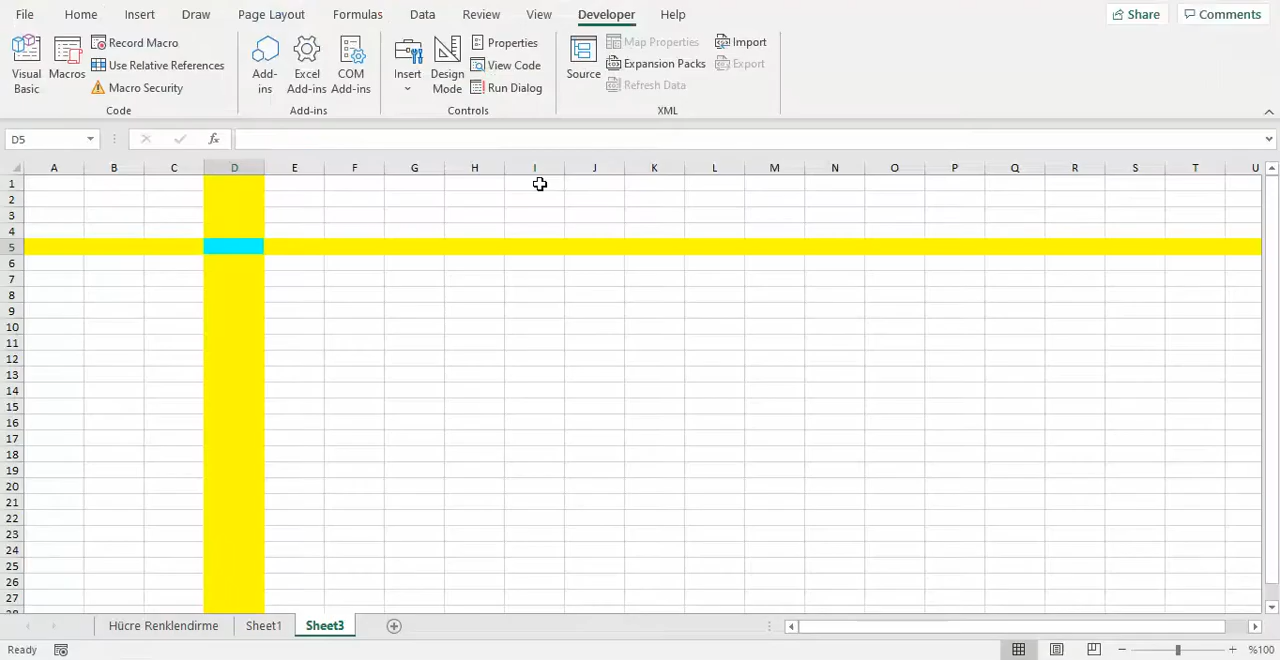 File Home Insert Draw Page Layout Formulas Data Review View Developer Help Share Comments
Visual Basic
Macros
Record Macro
Use Relative References
Macro Security
Code
Add-ins
Excel Add-ins
COM Add-ins
Add-ins
Insert
Design Mode
Properties
View Code
Run Dialog
Controls
Source
Map Properties
Expansion Packs
Refresh Data
Import
Export
XML
D5 fx
A B C D E F G H I J K L M N O P Q R S T U
1
2
3
4
5
6
7
8
9
10
11
12
13
14
15
16
17
18
19
20
21
22
23
24
25
26
27
28
Hücre Renklendirme Sheet1 Sheet3
Ready %100